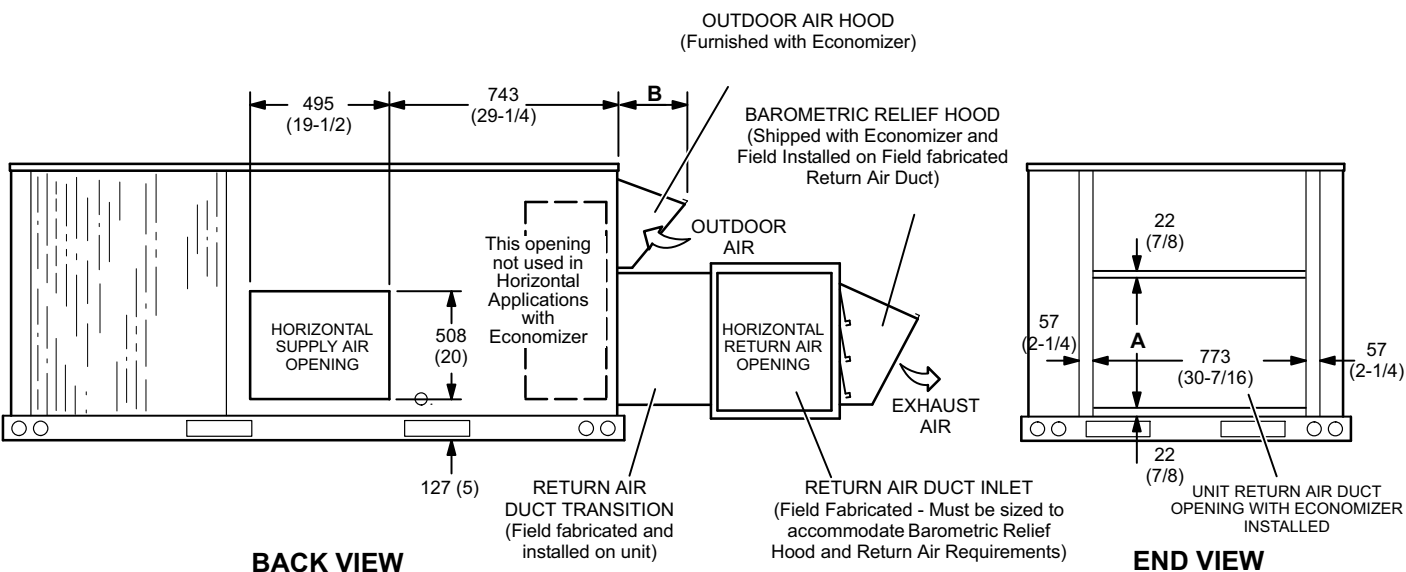 OUTDOOR AIR HOOD
(Furnished with Economizer)
495
(19-1/2)
743
(29-1/4)
B
BAROMETRIC RELIEF HOOD
(Shipped with Economizer and
Field Installed on Field fabricated
Return Air Duct)
OUTDOOR
AIR
This opening
not used in
Horizontal
Applications
with
Economizer
HORIZONTAL
SUPPLY AIR
OPENING
508
(20)
HORIZONTAL
RETURN AIR
OPENING
EXHAUST
AIR
127 (5)
RETURN AIR
DUCT TRANSITION
(Field fabricated and
installed on unit)
RETURN AIR DUCT INLET
(Field Fabricated - Must be sized to
accommodate Barometric Relief
Hood and Return Air Requirements)
BACK VIEW
22
(7/8)
57
(2-1/4)
A
773
(30-7/16)
57
(2-1/4)
22
(7/8)
UNIT RETURN AIR DUCT
OPENING WITH ECONOMIZER
INSTALLED
END VIEW